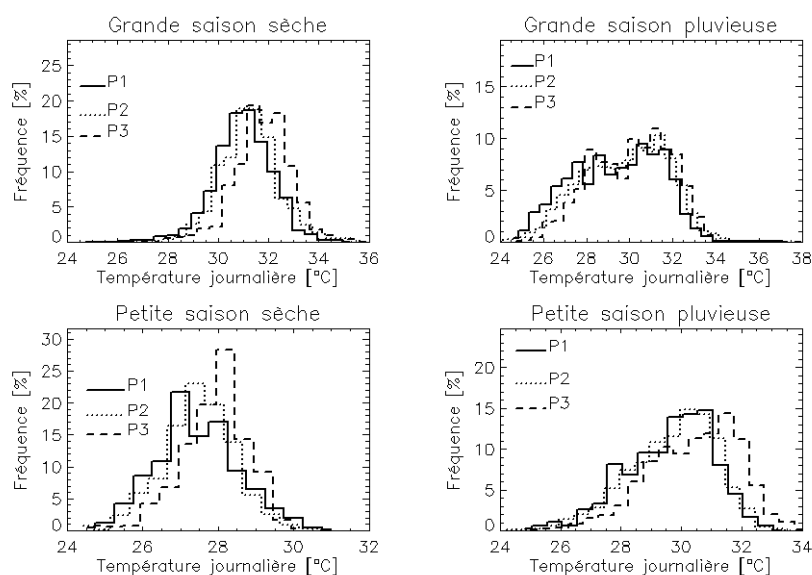 Grande saison sèche
Fréquence [%]
25
20
15
10
5
0
P1
P2
P3
24 26 28 30 32 34 36
Température journalière [°C]
Grande saison pluvieuse
Fréquence [%]
15
10
5
0
P1
P2
P3
24 26 28 30 32 34 36 38
Température journalière [°C]
Petite saison sèche
Fréquence [%]
30
25
20
15
10
5
0
P1
P2
P3
24 26 28 30 32
Température journalière [°C]
Petite saison pluvieuse
Fréquence [%]
20
15
10
5
0
P1
P2
P3
24 26 28 30 32 34
Température journalière [°C]